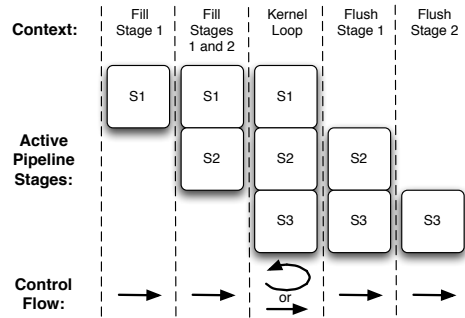 Context:
Fill
Stage 1
Fill
Stages
1 and 2
Kernel
Loop
Flush
Stage 1
Flush
Stage 2
Active
Pipeline
Stages:
S1
S1
S1
S2
S2
S2
S3
S3
S3
Control
Flow:
or